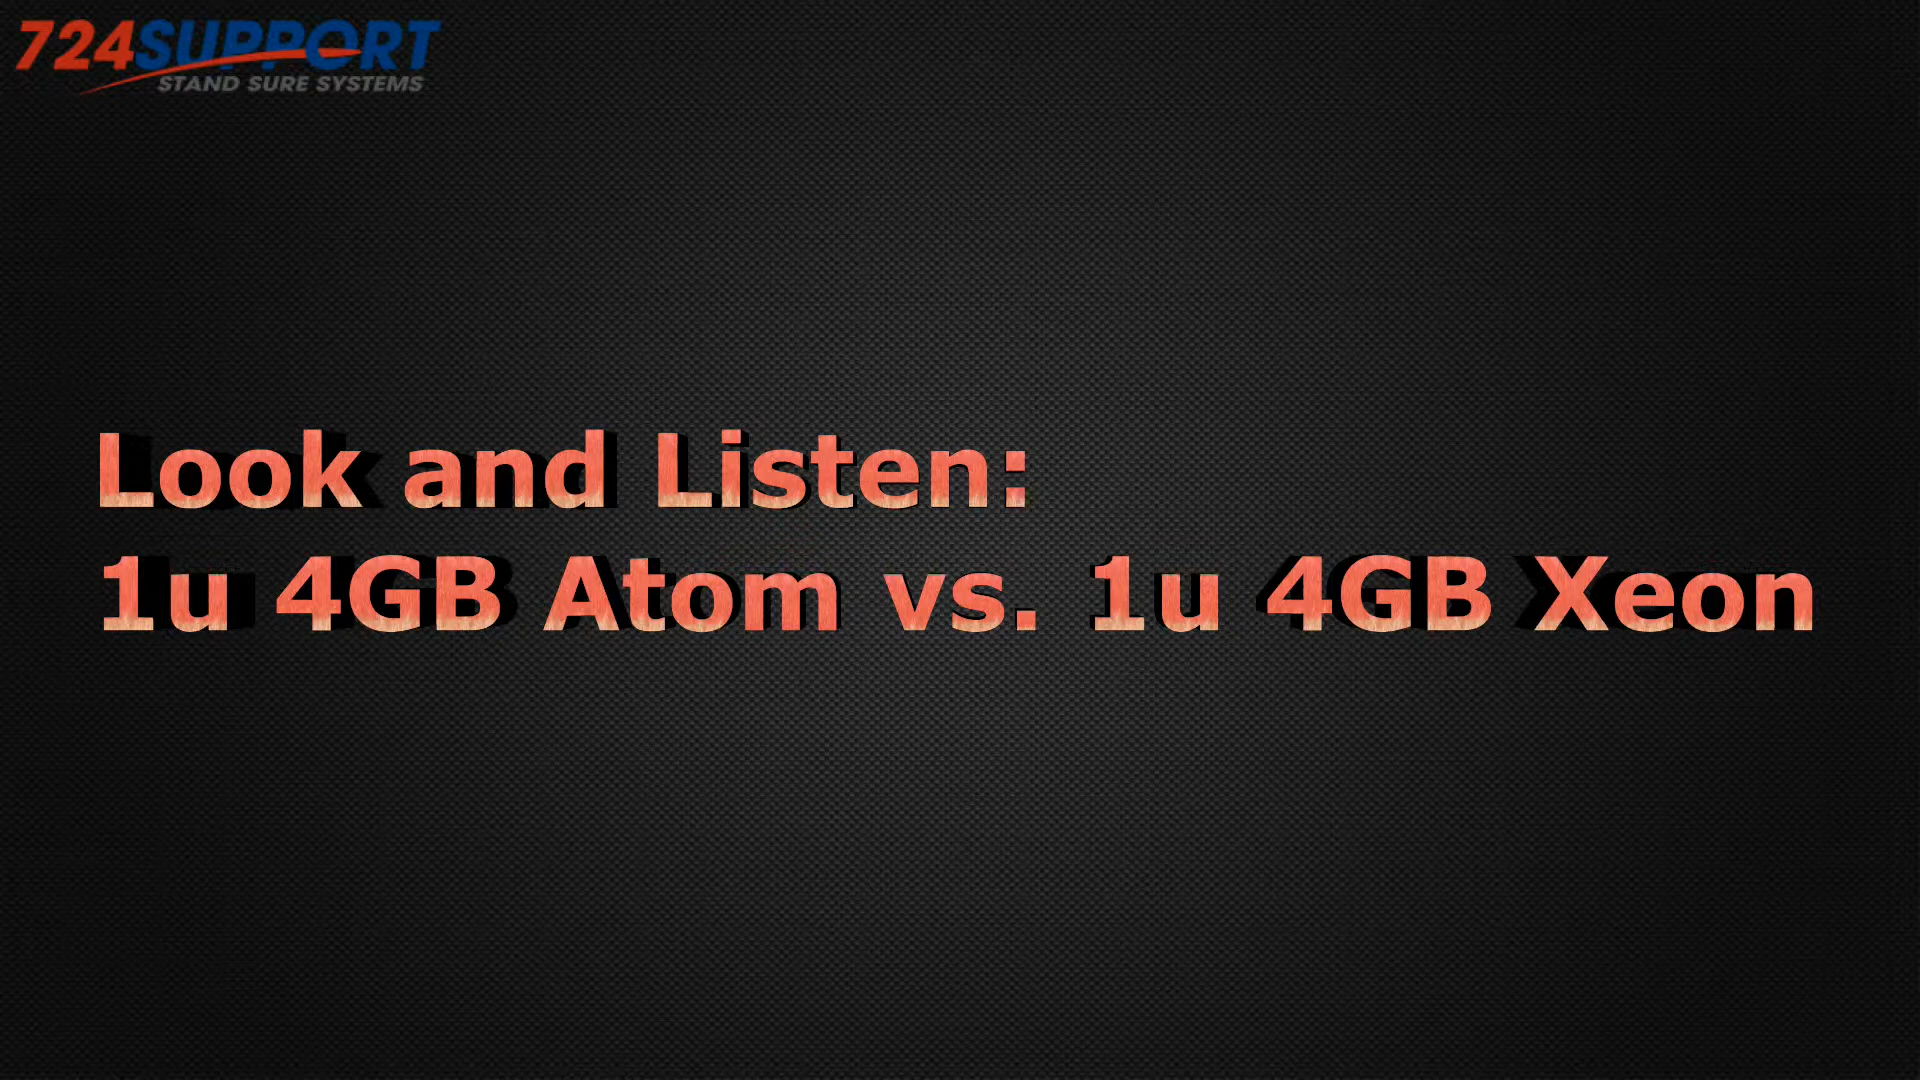 724SUPPORT
STAND SURE SYSTEMS
Look and Listen:
1u 4GB Atom vs. 1u 4GB Xeon